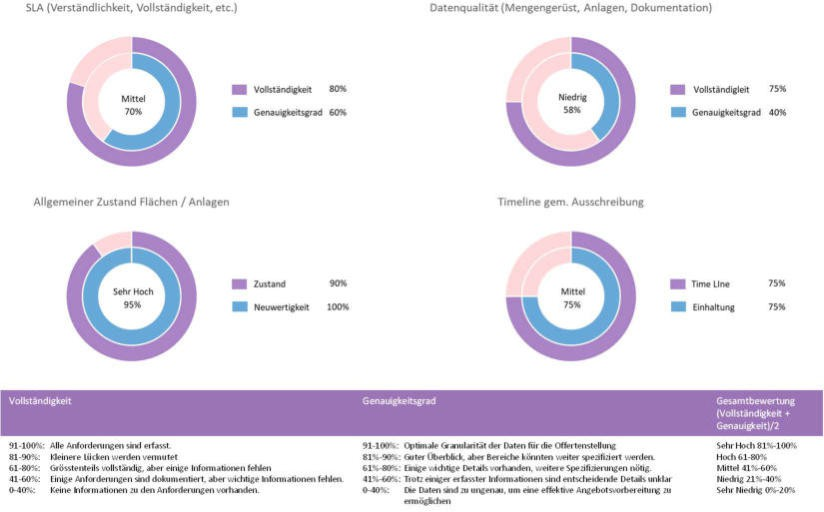 SLA (Verständlichkeit, Vollständigkeit, etc.)
Mittel
70%
Vollständigkeit 80%
Genauigkeitsgrad 60%
Datenqualität (Mengengerüst, Anlagen, Dokumentation)
Niedrig
58%
Vollständigleit 75%
Genauigkeitsgrad 40%
Allgemeiner Zustand Flächen / Anlagen
Sehr Hoch
95%
Zustand 90%
Neuwertigkeit 100%
Timeline gem. Ausschreibung
Mittel
75%
Time LIne 75%
Einhaltung 75%
Vollständigkeit
91-100%: Alle Anforderungen sind erfasst.
81-90%: Kleinere Lücken werden vermutet
61-80%: Grösstenteils vollständig, aber einige Informationen fehlen
41-60%: Einige Anforderungen sind dokumentiert, aber wichtige Informationen fehlen.
0-40%: Keine Informationen zu den Anforderungen vorhanden.
Genauigkeitsgrad
91-100%: Optimale Granularität der Daten für die Offertenstellung
81%-90%: Guter Überblick, aber Bereiche könnten weiter spezifiziert werden.
61%-80%: Einige wichtige Details vorhanden, weitere Spezifizierungen nötig.
41%-60%: Trotz einiger erfasster Informationen sind entscheidende Details unklar
0-40%: Die Daten sind zu ungenau, um eine effektive Angebotsvorbereitung zu
ermöglichen
Gesamtbewertung
(Vollständigkeit +
Genauigkeit)/2
Sehr Hoch 81%-100%
Hoch 61-80%
Mittel 41%-60%
Niedrig 21%-40%
Sehr Niedrig 0%-20%